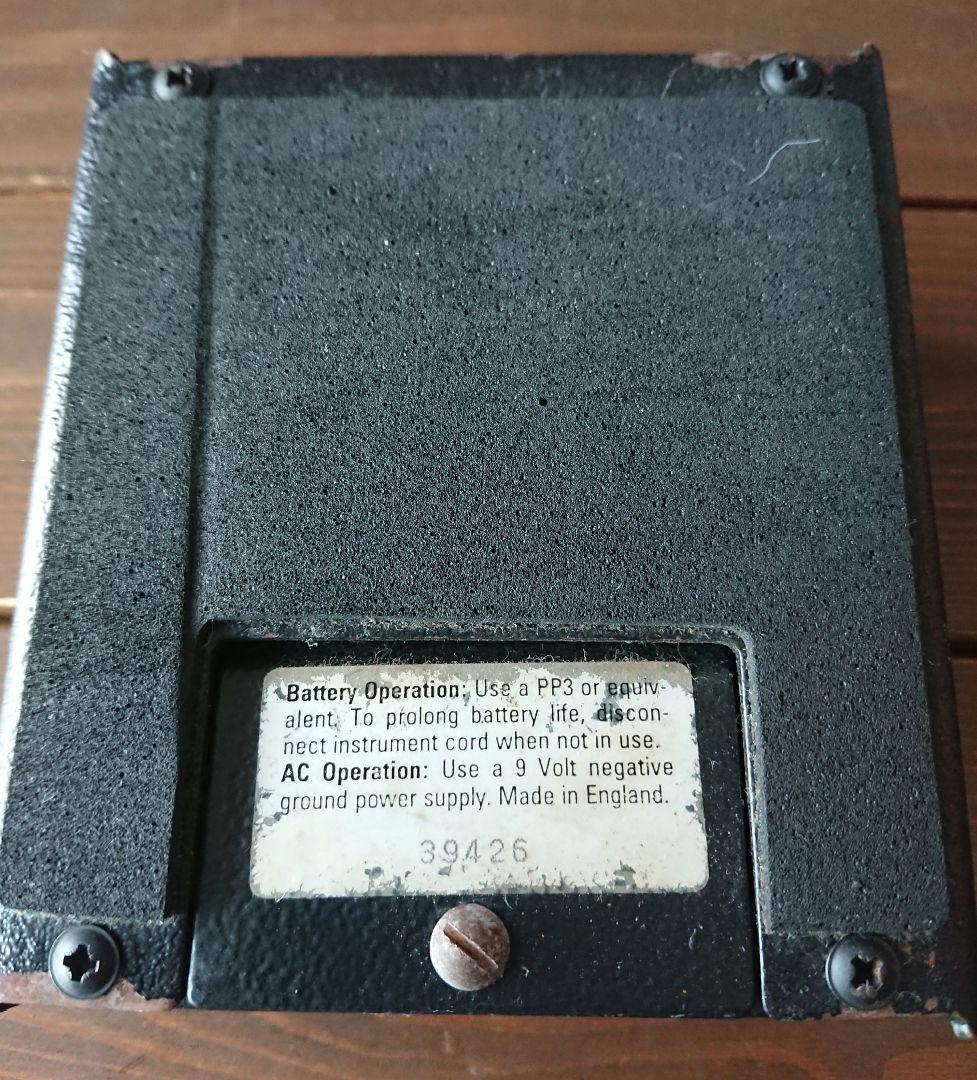 Battery Operation: Use a PP3 or equiv-
alent. To prolong battery life, discon-
nect instrument cord when not in use.
AC Operation: Use a 9 Volt negative
ground power supply. Made in England.
39426